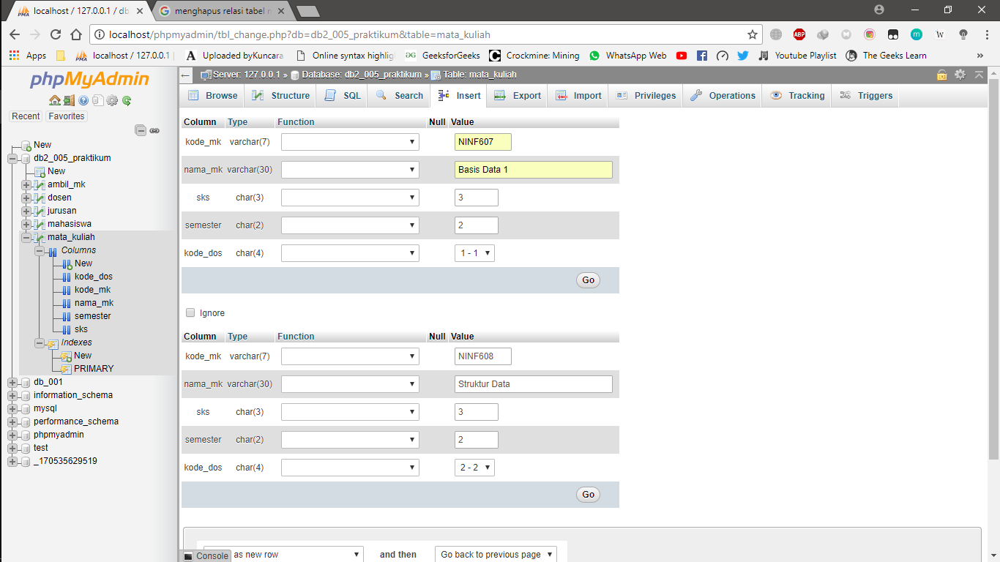 localhost / 127.0.0.1 / db
menghapus relasi tabel
localhost/phpmyadmin/tbl_change.php?db=db2_005_praktikum&table=mata_kuliah
ABP
m
W
Apps
PMA
localhost / 127.0.0.1
A
Uploaded byKuncara
Online syntax highlig
GeeksforGeeks
Crockmine: Mining
WhatsApp Web
Youtube Playlist
The Geeks Learn
»
phpMyAdmin
Recent
Favorites
New
db2_005_praktikum
New
ambil_mk
dosen
jurusan
mahasiswa
mata_kuliah
Columns
New
kode_dos
kode_mk
nama_mk
semester
sks
Indexes
New
PRIMARY
db_001
information_schema
mysql
performance_schema
phpmyadmin
test
_170535629519
Server: 127.0.0.1 » Database: db2_005_praktikum » Table: mata_kuliah
Browse Structure SQL Search Insert Export Import Privileges Operations Tracking Triggers
Column Type Function Null Value
kode_mk varchar(7) NINF607
nama_mk varchar(30) Basis Data 1
sks char(3) 3
semester char(2) 2
kode_dos char(4) 1 - 1
Go
Ignore
Column Type Function Null Value
kode_mk varchar(7) NINF608
nama_mk varchar(30) Struktur Data
sks char(3) 3
semester char(2) 2
kode_dos char(4) 2 - 2
Go
as new row and then Go back to previous page
Console